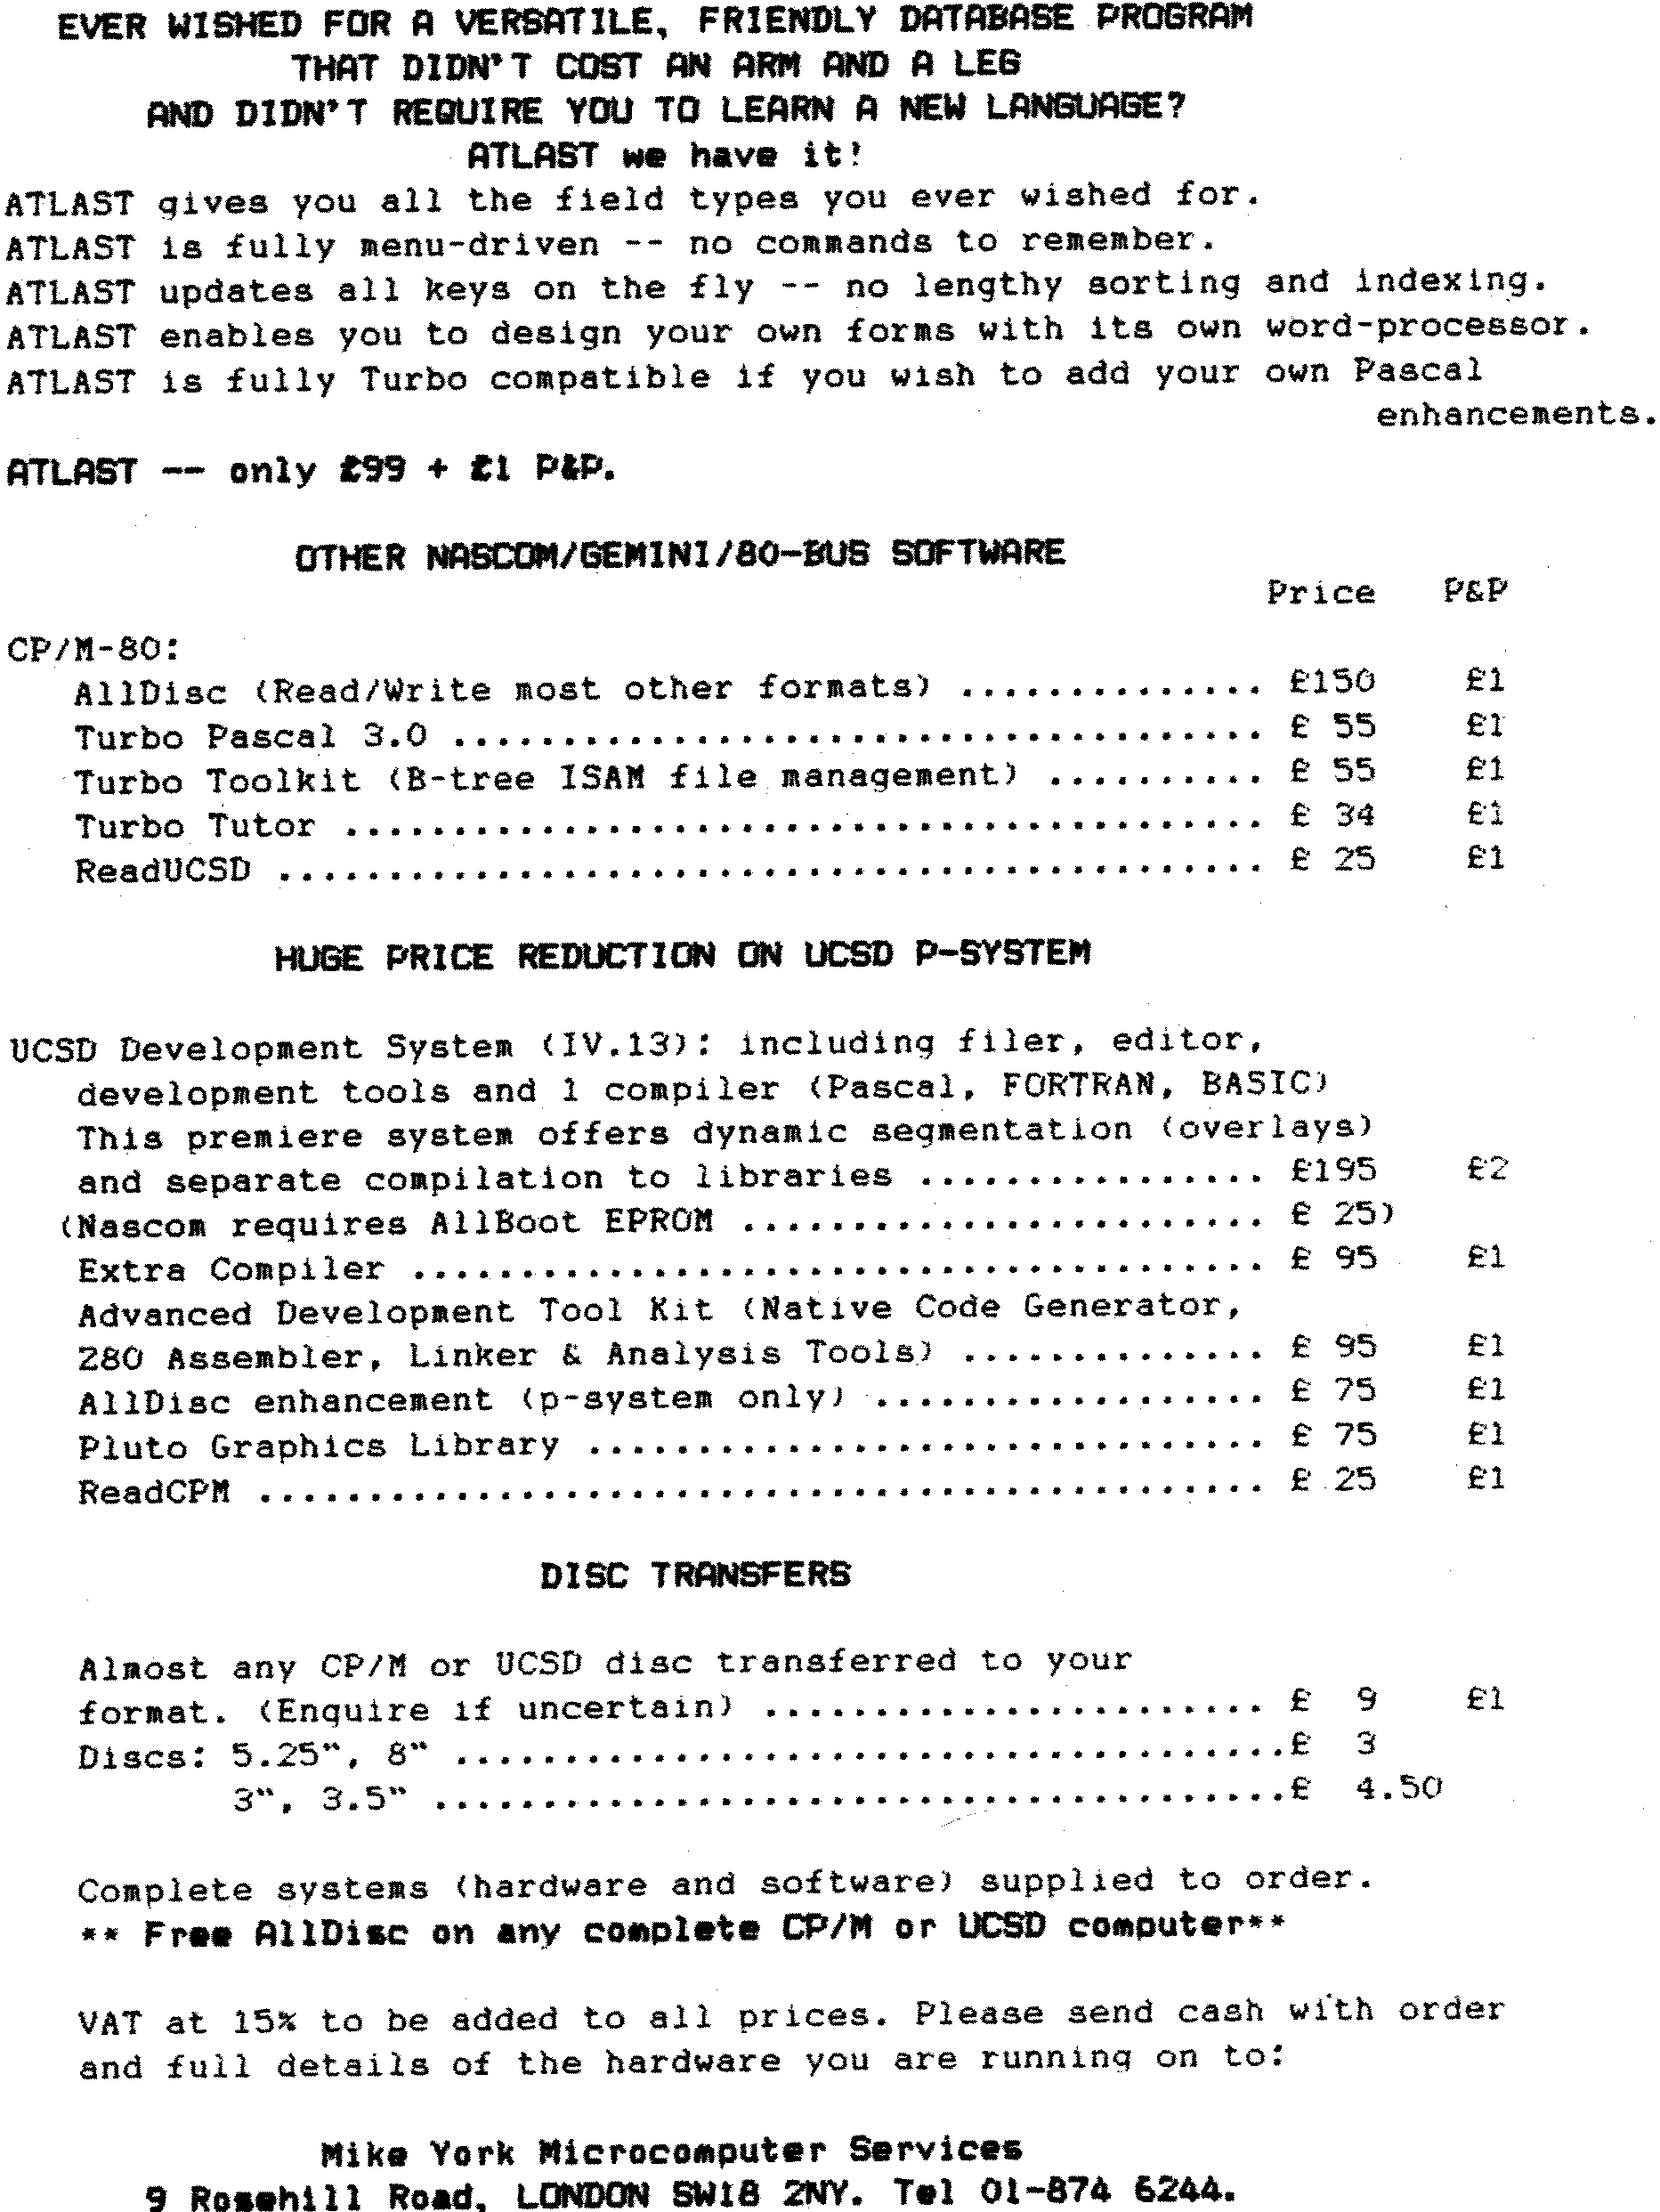 EVER WISHED FOR A VERSATILE, FRIENDLY DATABASE PROGRAM
THAT DIDN'T COST AN ARM AND A LEG
AND DIDN'T REQUIRE YOU TO LEARN A NEW LANGUAGE?
ATLAST we have it!
ATLAST gives you all the field types you ever wished for.
ATLAST is fully menu-driven -- no commands to remember.
ATLAST updates all keys on the fly -- no lengthy sorting and indexing.
ATLAST enables you to design your own forms with its own word-processor.
ATLAST is fully Turbo compatible if you wish to add your own Pascal
enhancements.
ATLAST -- only £99 + £1 P&P.
OTHER NASCOM/GEMINI/80-BUS SOFTWARE
Price P&P
CP/M-80:
AllDisc (Read/Write most other formats) .............. £150 £1
Turbo Pascal 3.0 ..................................... £ 55 £1
Turbo Toolkit (B-tree ISAM file management) .......... £ 55 £1
Turbo Tutor .......................................... £ 34 £1
ReadUCSD ............................................. £ 25 £1
HUGE PRICE REDUCTION ON UCSD P-SYSTEM
UCSD Development System (IV.13): including filer, editor,
development tools and 1 compiler (Pascal, FORTRAN, BASIC)
This premiere system offers dynamic segmentation (overlays)
and separate compilation to libraries ................ £195 £2
(Nascom requires AllBoot EPROM ........................ £ 25)
Extra Compiler ....................................... £ 95 £1
Advanced Development Tool Kit (Native Code Generator,
Z80 Assembler, Linker & Analysis Tools) .............. £ 95 £1
AllDisc enhancement (p-system only) .................. £ 75 £1
Pluto Graphics Library ............................... £ 75 £1
ReadCPM .............................................. £ 25 £1
DISC TRANSFERS
Almost any CP/M or UCSD disc transferred to your
format. (Enquire if uncertain) ....................... £ 9 £1
Discs: 5.25", 8" ......................................£ 3
3", 3.5" .......................................£ 4.50
Complete systems (hardware and software) supplied to order.
** Free AllDisc on any complete CP/M or UCSD computer**
VAT at 15% to be added to all prices. Please send cash with order
and full details of the hardware you are running on to:
Mike York Microcomputer Services
9 Rosehill Road, LONDON SW18 2NY. Tel 01-874 6244.